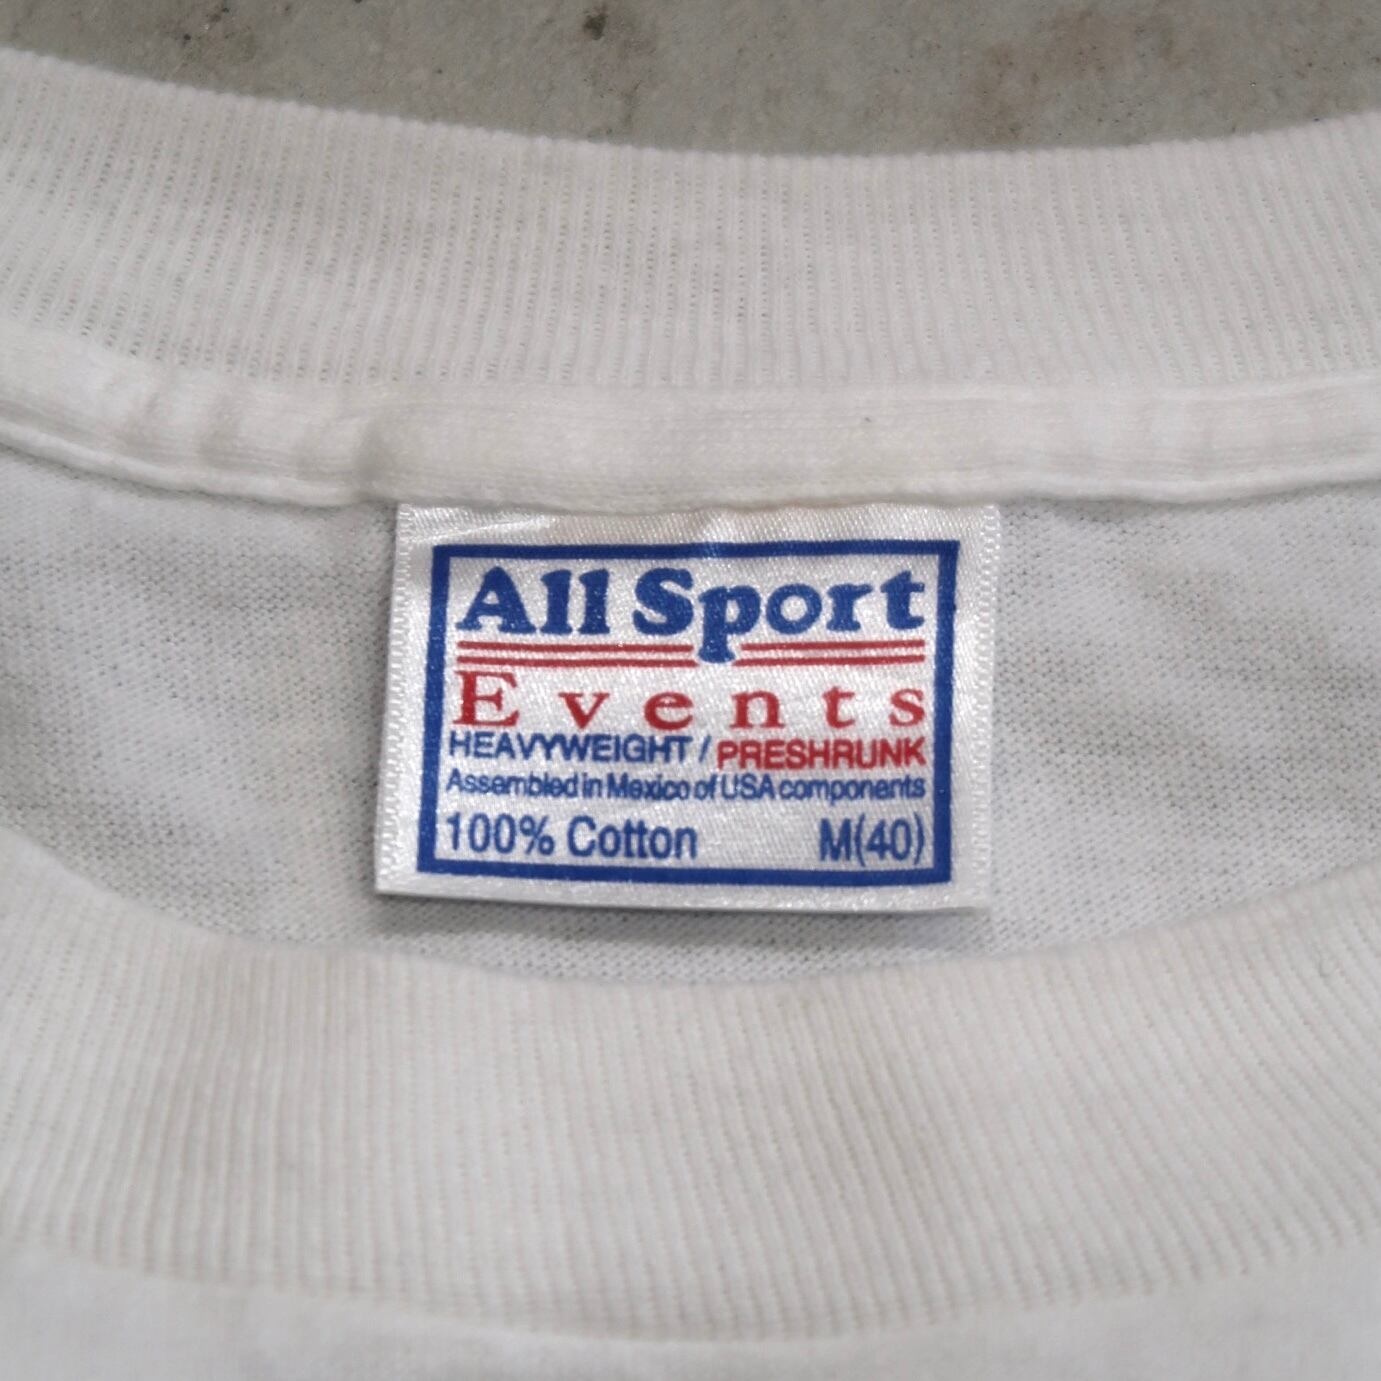 All Sport
Events
HEAVYWEIGHT / PRESHRUNK
Assembled in Mexico of USA components
100% Cotton M(40)